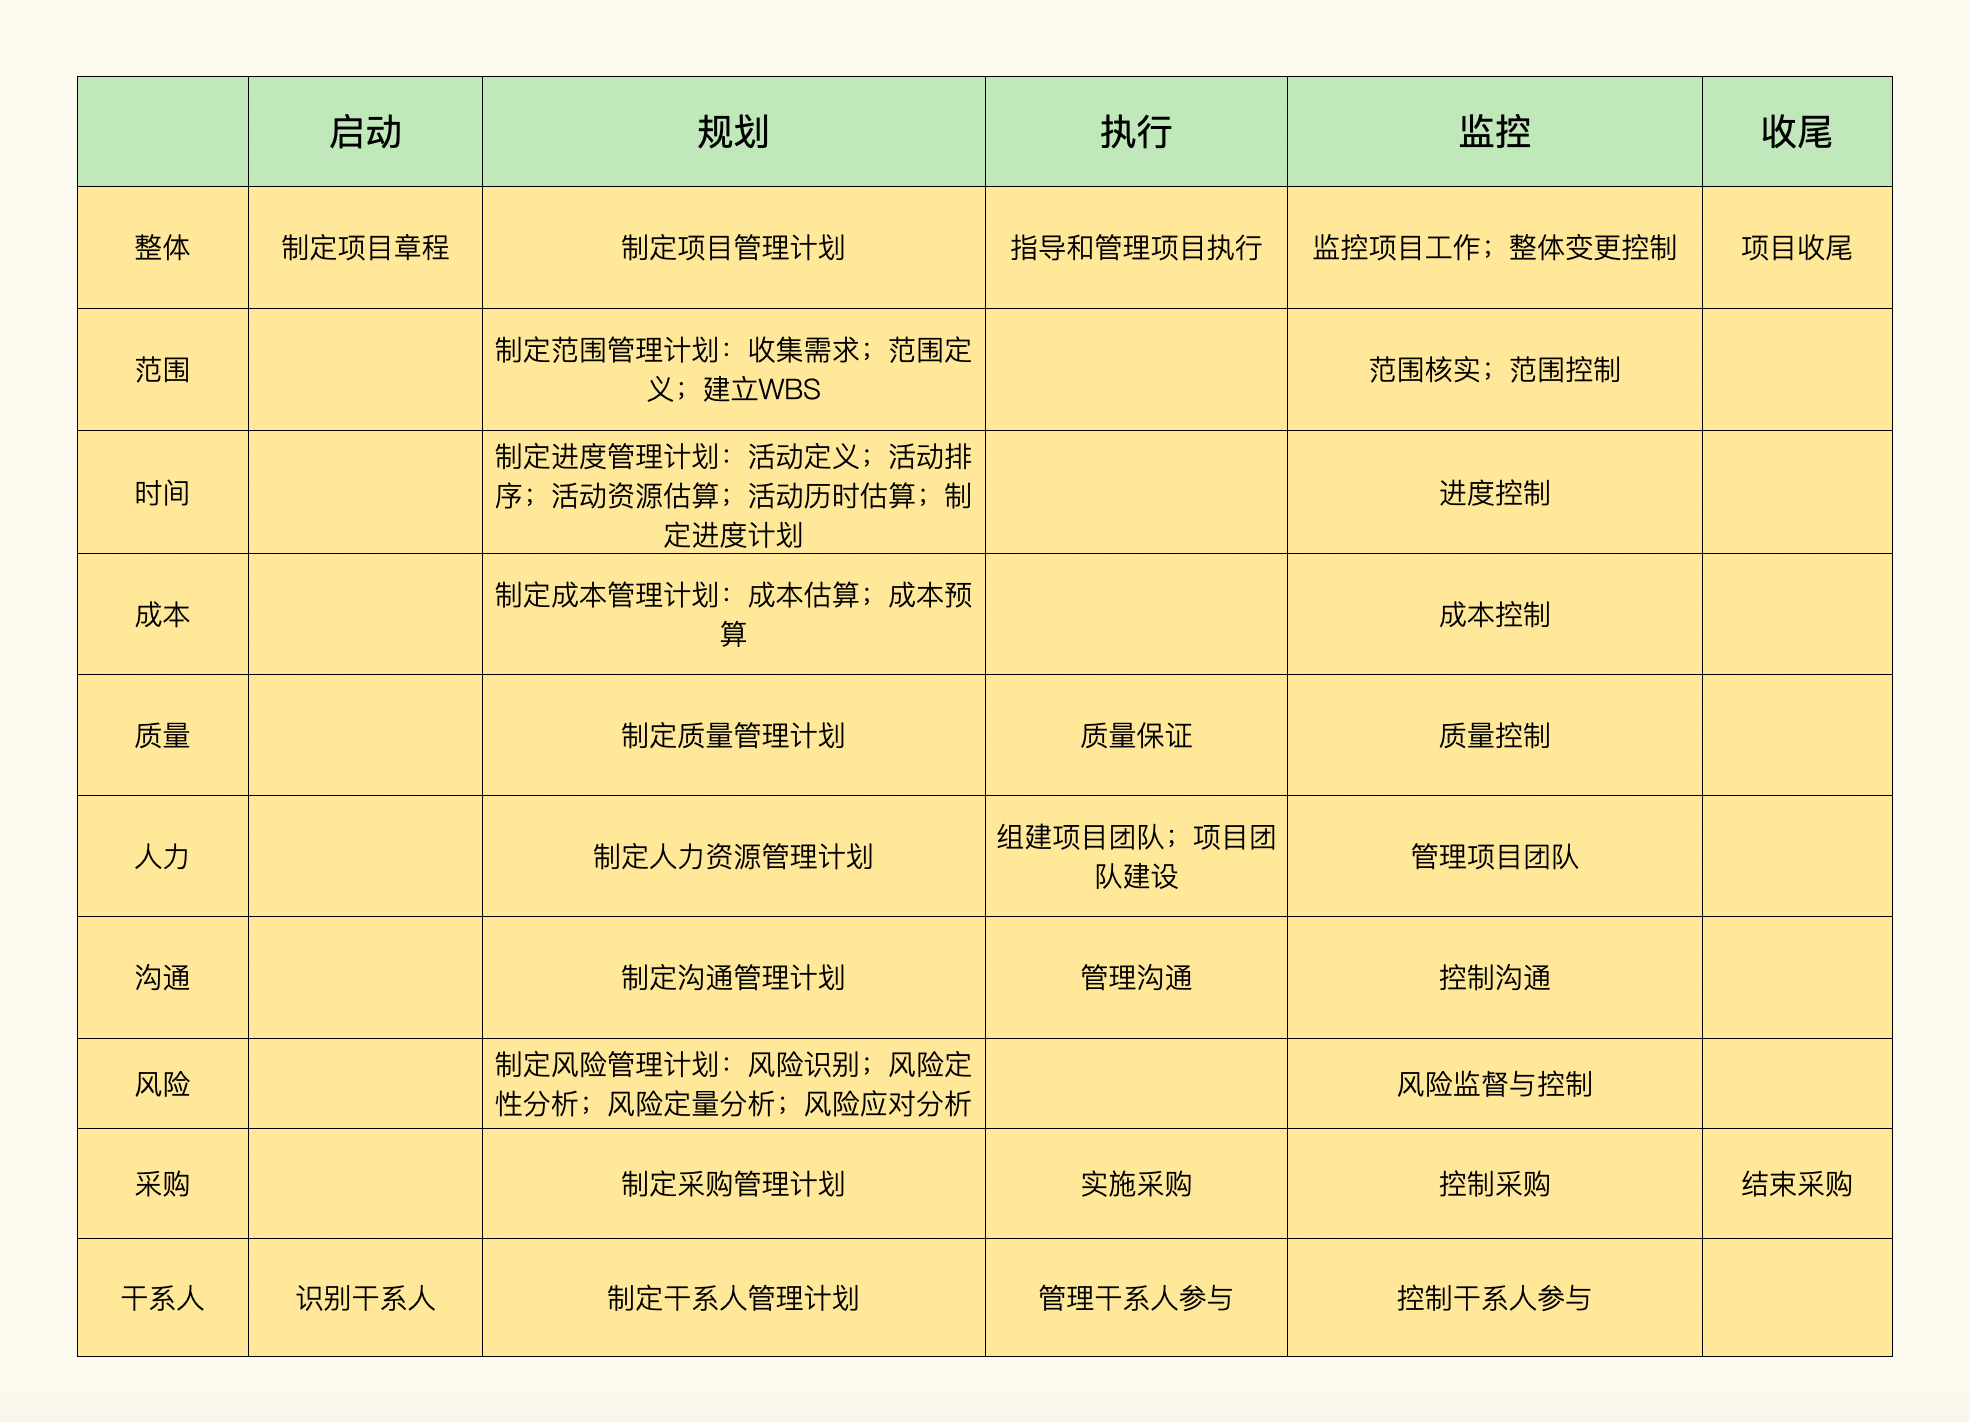 启动 规划 执行 监控 收尾
整体 制定项目章程 制定项目管理计划 指导和管理项目执行 监控项目工作；整体变更控制 项目收尾
范围 制定范围管理计划：收集需求；范围定
义；建立WBS 范围核实；范围控制
时间 制定进度管理计划：活动定义；活动排
序；活动资源估算；活动历时估算；制
定进度计划 进度控制
成本 制定成本管理计划：成本估算；成本预
算 成本控制
质量 制定质量管理计划 质量保证 质量控制
人力 制定人力资源管理计划 组建项目团队；项目团
队建设 管理项目团队
沟通 制定沟通管理计划 管理沟通 控制沟通
风险 制定风险管理计划：风险识别；风险定
性分析；风险定量分析；风险应对分析 风险监督与控制
采购 制定采购管理计划 实施采购 控制采购 结束采购
干系人 识别干系人 制定干系人管理计划 管理干系人参与 控制干系人参与